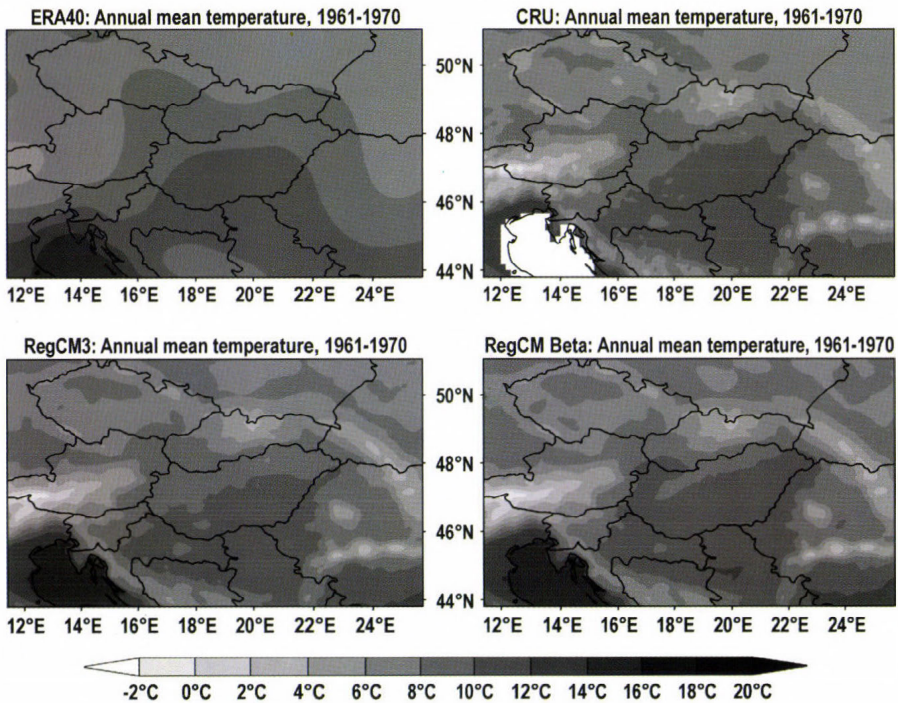 ERA40: Annual mean temperature, 1961-1970
CRU: Annual mean temperature, 1961-1970
50°N
48°N
46°N
44°N
12°E 14°E 16°E 18°E 20°E 22°E 24°E
12°E 14°E 16°E 18°E 20°E 22°E 24°E
RegCM3: Annual mean temperature, 1961-1970
RegCM Beta: Annual mean temperature, 1961-1970
50°N
48°N
46°N
44°N
12°E 14°E 16°E 18°E 20°E 22°E 24°E
12°E 14°E 16°E 18°E 20°E 22°E 24°E
-2°C 0°C 2°C 4°C 6°C 8°C 10°C 12°C 14°C 16°C 18°C 20°C